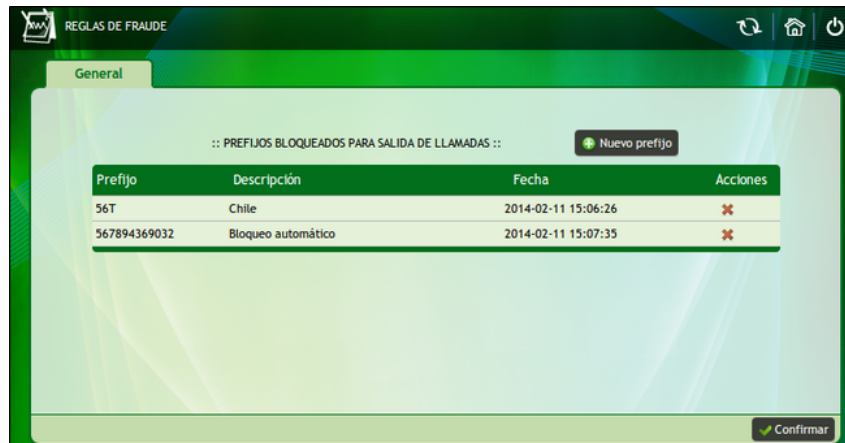 REGLAS DE FRAUDE
General
:: PREFIJOS BLOQUEADOS PARA SALIDA DE LLAMADAS ::
Nuevo prefijo
Prefijo Descripción Fecha Acciones
56T Chile 2014-02-11 15:06:26
567894369032 Bloqueo automático 2014-02-11 15:07:35
Confirmar